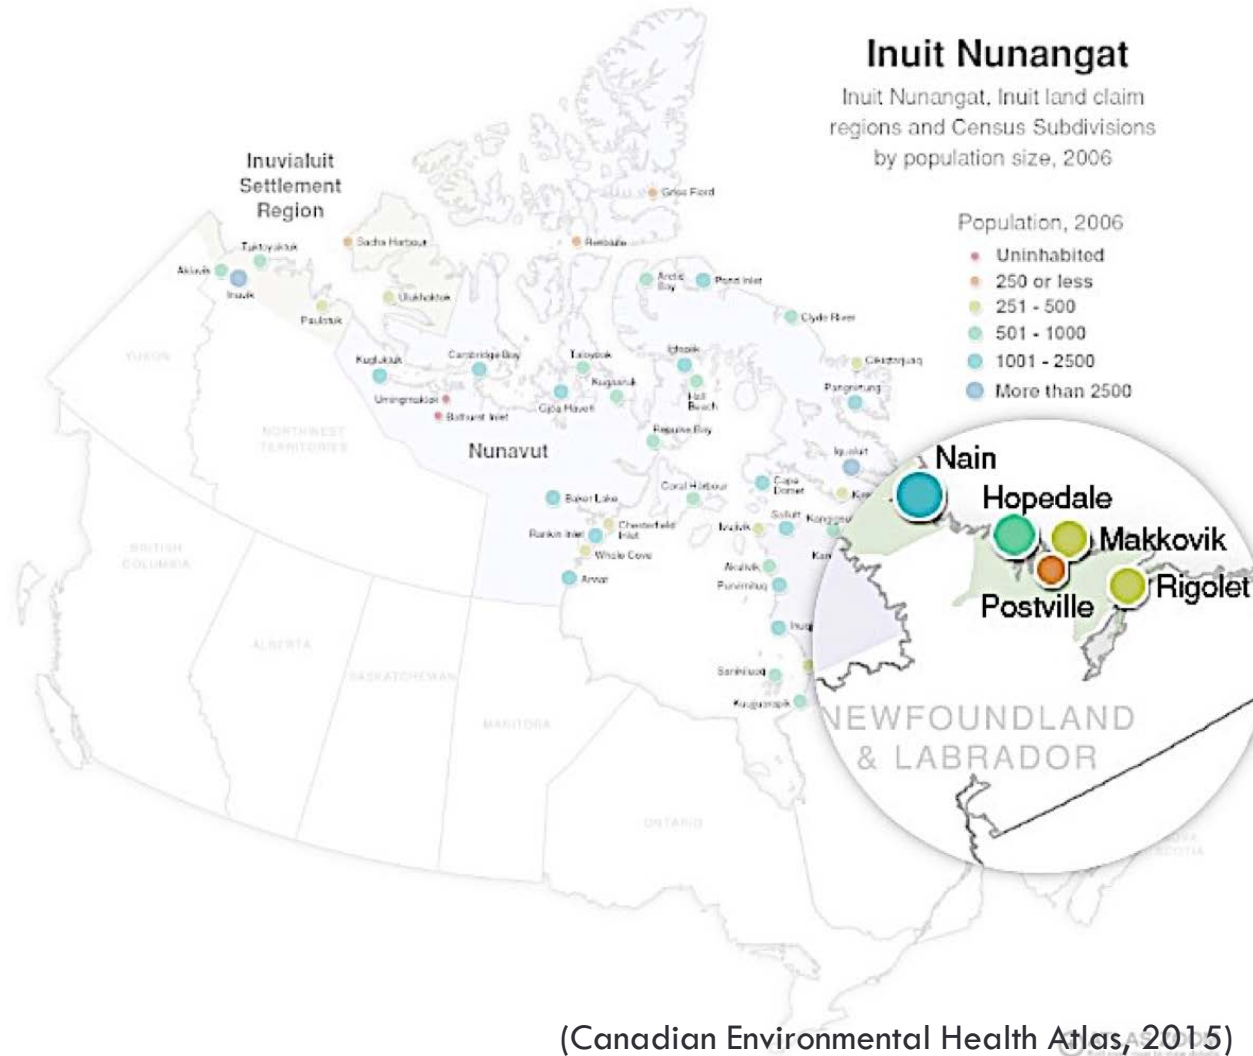 Inuit Nunangat
Inuit Nunangat, Inuit land claim
regions and Census Subdivisions
by population size, 2006
Population, 2006
Uninhabited
250 or less
251 - 500
501 - 1000
1001 - 2500
More than 2500
Inuvialuit
Settlement
Region
Grise Fiord
Sachs Harbour
Resolute
Tuktoyaktuk
Aklavik
Inuvik
Ulukhaktok
Paulatuk
Arctic
Bay
Pond Inlet
Clyde River
Kugluktuk
Cambridge Bay
Taloyoak
Igloolik
Qikiqtarjuaq
Kugaaruk
Pangnirtung
Umingmaktok
Gjoa Haven
Hall
Beach
Bathurst Inlet
YUKON
NORTHWEST
TERRITORIES
Nunavut
Repulse Bay
Iqaluit
Baker Lake
Coral Harbour
Cape
Dorset
Chesterfield
Inlet
Rankin Inlet
Ivujivik
Salluit
Whale Cove
Akulivik
Arviat
Puvirnituq
Sanikiluaq
Kuujjuarapik
BRITISH
COLUMBIA
ALBERTA
SASKATCHEWAN
MANITOBA
ONTARIO
Nain
Hopedale
Makkovik
Postville
Rigolet
NEWFOUNDLAND
& LABRADOR
(Canadian Environmental Health Atlas, 2015)